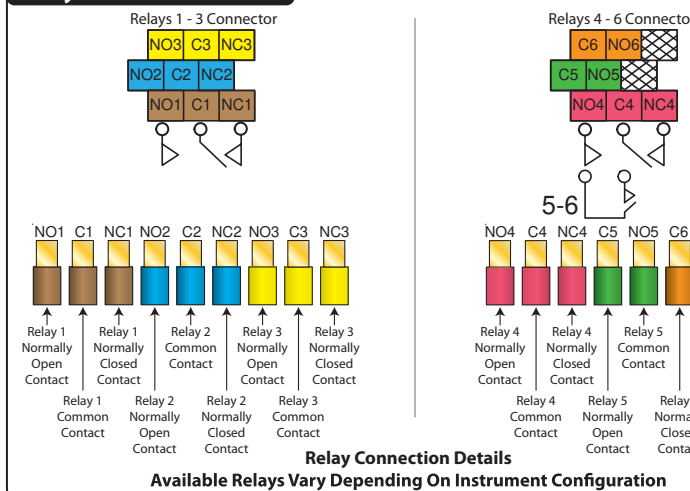 Relays 1 - 3 Connector
NO3 C3 NC3
NO2 C2 NC2
NO1 C1 NC1
NO1 C1 NC1 NO2 C2 NC2 NO3 C3 NC3
Relay 1
Normally
Open
Contact
Relay 1
Normally
Closed
Contact
Relay 2
Common
Contact
Relay 3
Normally
Open
Contact
Relay 3
Normally
Closed
Contact
Relay 1
Common
Contact
Relay 2
Normally
Open
Contact
Relay 2
Normally
Closed
Contact
Relay 3
Common
Contact
Relays 4 - 6 Connecto
C6 NO6
C5 NO5
NO4 C4 NC4
5-6
NO4 C4 NC4 C5 NO5 C6
Relay 4
Normally
Open
Contact
Relay 4
Normally
Closed
Contact
Relay 5
Common
Contact
Relay 4
Common
Contact
Relay 5
Normally
Open
Contact
Relay
Norma
Close
Conta
Relay Connection Details
Available Relays Vary Depending On Instrument Configuration